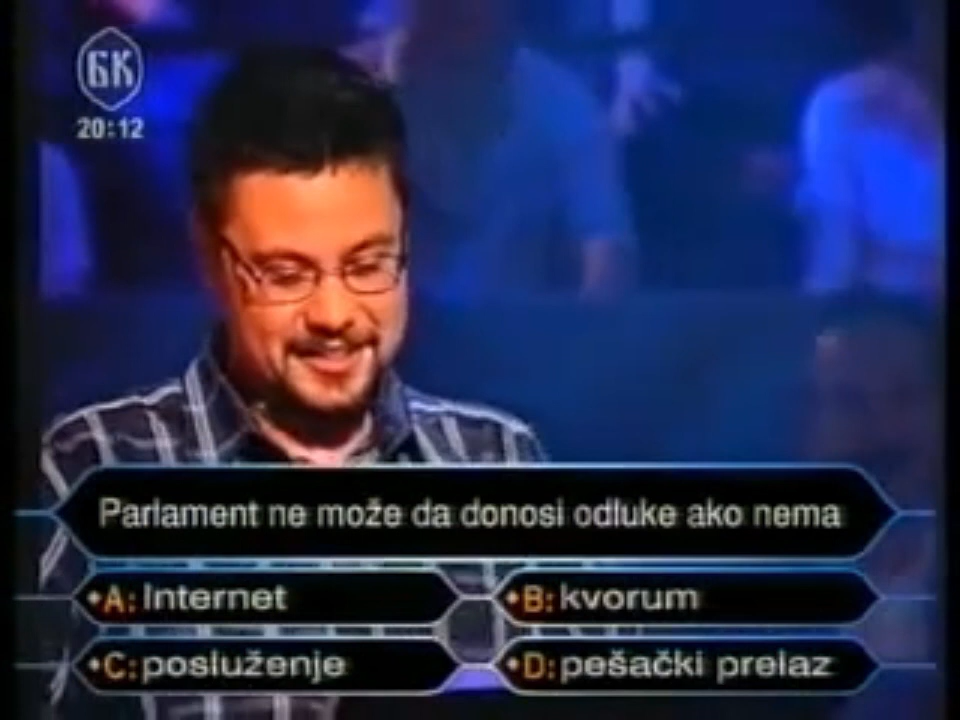 БК
20:12
Parlament ne može da donosi odluke ako nema
A: Internet
B: kvorum
C: posluženje
D: pešački prelaz